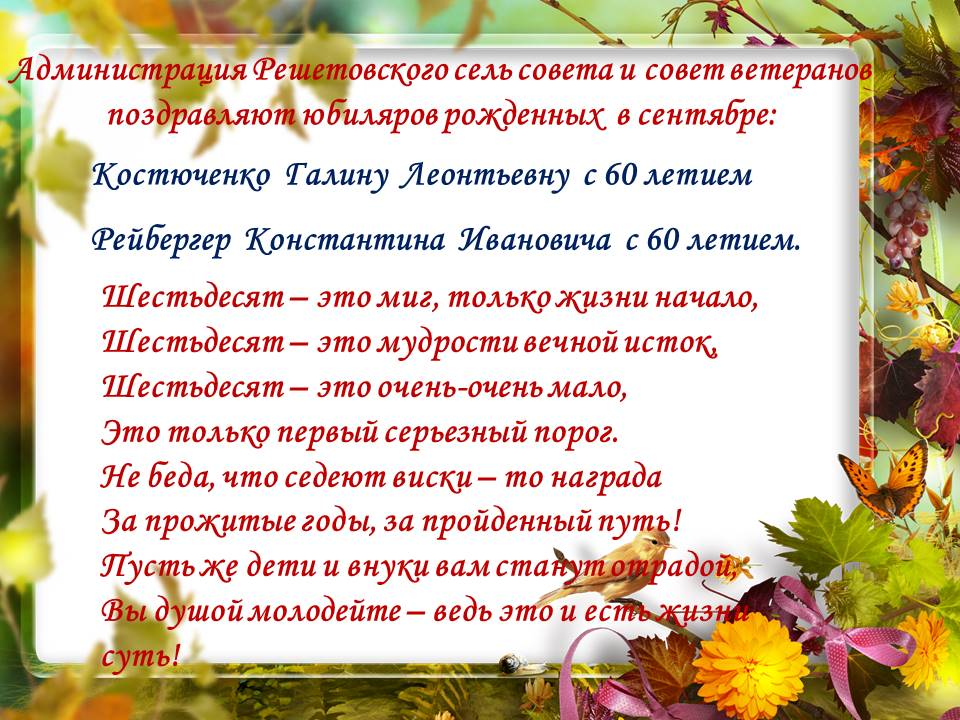 Администрация Решетовского сель совета и совет ветеранов
поздравляют юбиляров рожденных в сентябре:
Костюченко Галину Леонтьевну с 60 летием
Рейбергер Константина Ивановича с 60 летием.
Шестьдесят – это миг, только жизни начало,
Шестьдесят – это мудрости вечной исток,
Шестьдесят – это очень-очень мало,
Это только первый серьезный порог.
Не беда, что седеют виски – то награда
За прожитые годы, за пройденный путь!
Пусть же дети и внуки вам станут отрадой,
Вы душой молодейте – ведь это и есть жизни
суть!